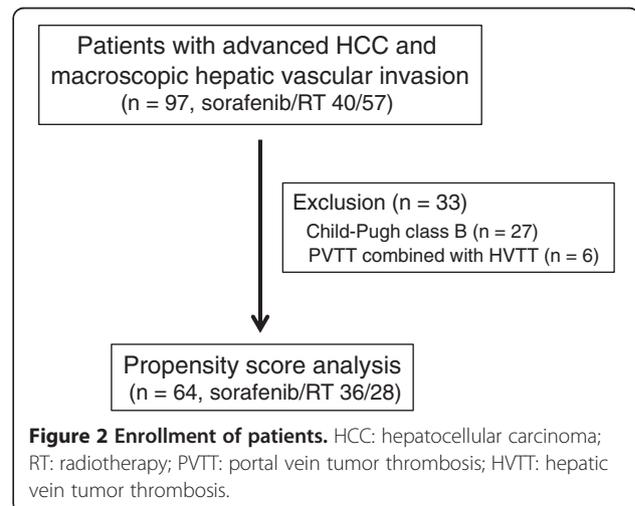 Patients with advanced HCC and
macroscopic hepatic vascular invasion
(n = 97, sorafenib/RT 40/57)
Exclusion (n = 33)
Child-Pugh class B (n = 27)
PVTT combined with HVTT (n = 6)
Propensity score analysis
(n = 64, sorafenib/RT 36/28)
Figure 2 Enrollment of patients. HCC: hepatocellular carcinoma;
RT: radiotherapy; PVTT: portal vein tumor thrombosis; HVTT: hepatic
vein tumor thrombosis.